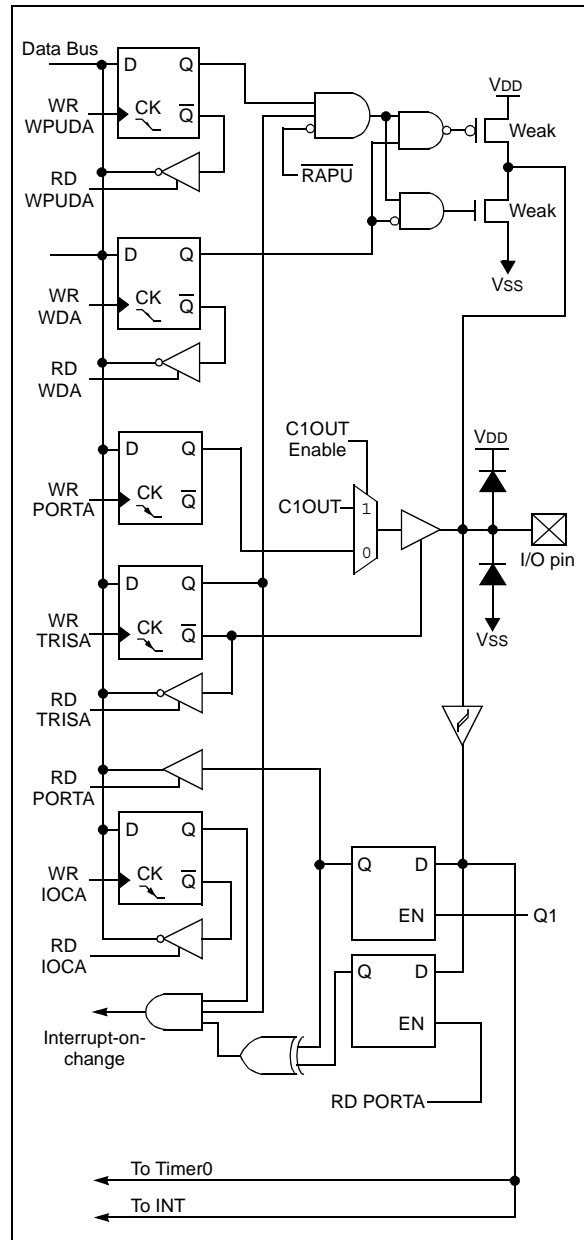 Data Bus
D Q
WR
WPUDA
CK
Q̅
RD
WPUDA
R̅A̅P̅U̅
VDD
Weak
Weak
VSS
D Q
WR
WDA
CK
Q̅
RD
WDA
C1OUT
Enable
D Q
WR
PORTA
CK
Q̅
C1OUT
1
0
VDD
I/O pin
VSS
D Q
WR
TRISA
CK
Q̅
RD
TRISA
RD
PORTA
D Q
WR
IOCA
CK
Q̅
RD
IOCA
Q D
EN
Q1
Q D
EN
Interrupt-on-
change
RD PORTA
To Timer0
To INT